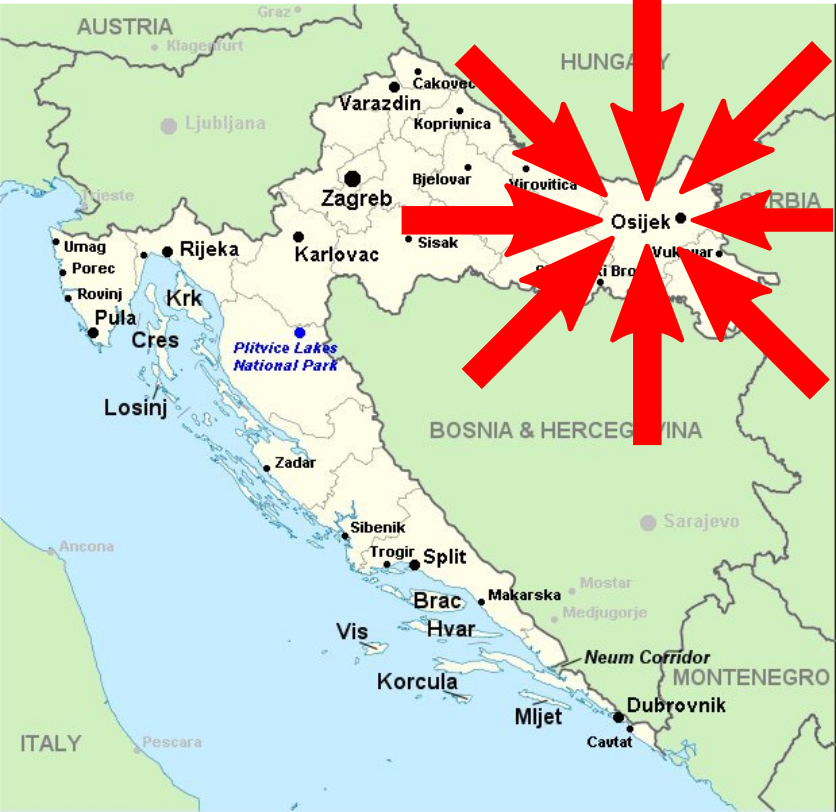 Graz
AUSTRIA
Klagenfurt
Cakovec
HUNGARY
Varazdin
Koprivnica
Ljubljana
Bjelovar
Virovitica
Zagreb
Trieste
SERBIA
Osijek
Umag
Rijeka
Karlovac
Sisak
Vukovar
Porec
Rovinj
Krk
Pula
Cres
Plitvice Lakes
National Park
Losinj
BOSNIA & HERCEGOVINA
Zadar
Sibenik
Sarajevo
Ancona
Trogir
Split
Mostar
Brac
Makarska
Medjugorje
Vis
Hvar
Neum Corridor
Korcula
MONTENEGRO
Mljet
Dubrovnik
ITALY
Pescara
Cavtat